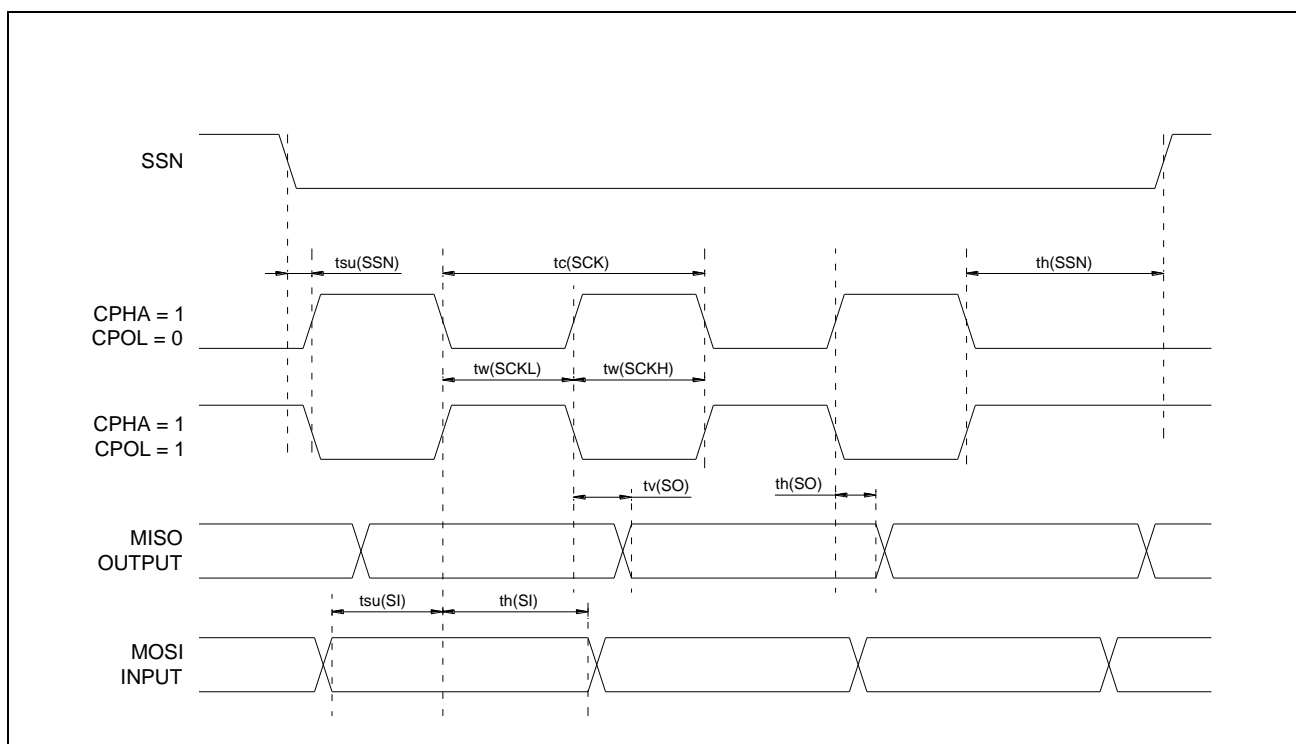 SSN
tsu(SSN)
tc(SCK)
th(SSN)
CPHA = 1
CPOL = 0
tw(SCKL)
tw(SCKH)
CPHA = 1
CPOL = 1
tv(SO)
th(SO)
MISO
OUTPUT
tsu(SI)
th(SI)
MOSI
INPUT